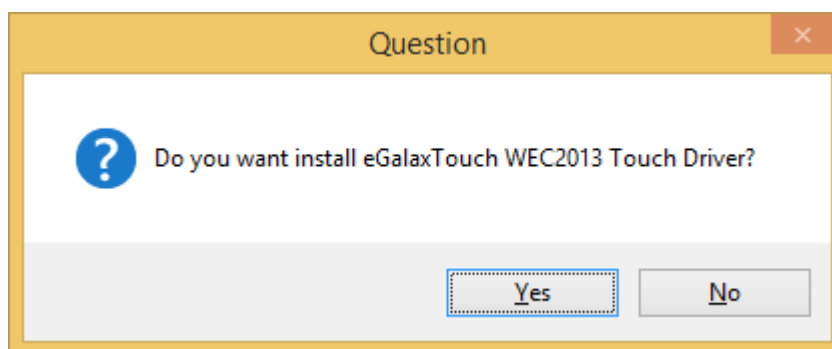 Question
Do you want install eGalaxTouch WEC2013 Touch Driver?
Yes
No